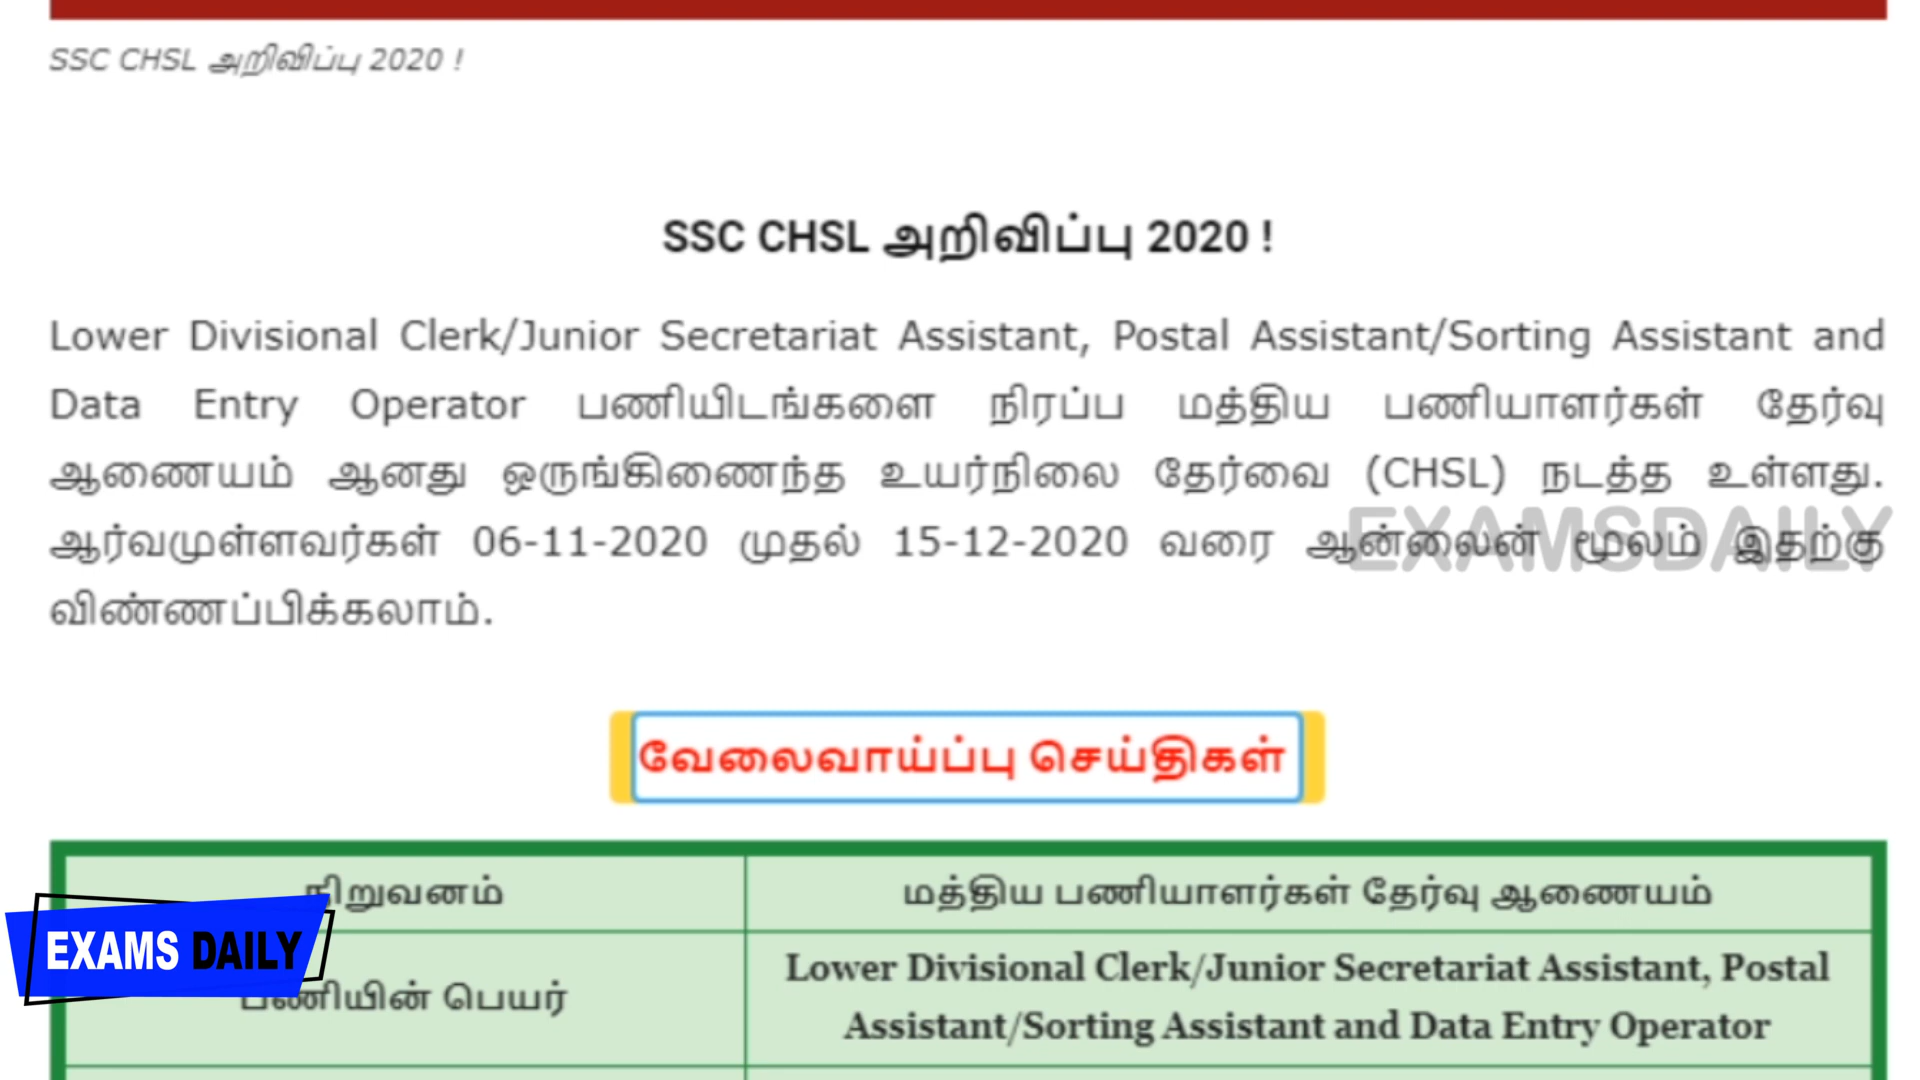 SSC CHSL அறிவிப்பு 2020 !
SSC CHSL அறிவிப்பு 2020 !
Lower Divisional Clerk/Junior Secretariat Assistant, Postal Assistant/Sorting Assistant and
Data Entry Operator பணியிடங்களை நிரப்ப மத்திய பணியாளர்கள் தேர்வு
ஆணையம் ஆனது ஒருங்கிணைந்த உயர்நிலை தேர்வை (CHSL) நடத்த உள்ளது.
ஆர்வமுள்ளவர்கள் 06-11-2020 முதல் 15-12-2020 வரை ஆன்லைன் மூலம் இதற்கு
EXAMSDAILY
விண்ணப்பிக்கலாம்.
வேலைவாய்ப்பு செய்திகள்
நிறுவனம் மத்திய பணியாளர்கள் தேர்வு ஆணையம்
EXAMS DAILY
பணியின் பெயர் Lower Divisional Clerk/Junior Secretariat Assistant, Postal
Assistant/Sorting Assistant and Data Entry Operator